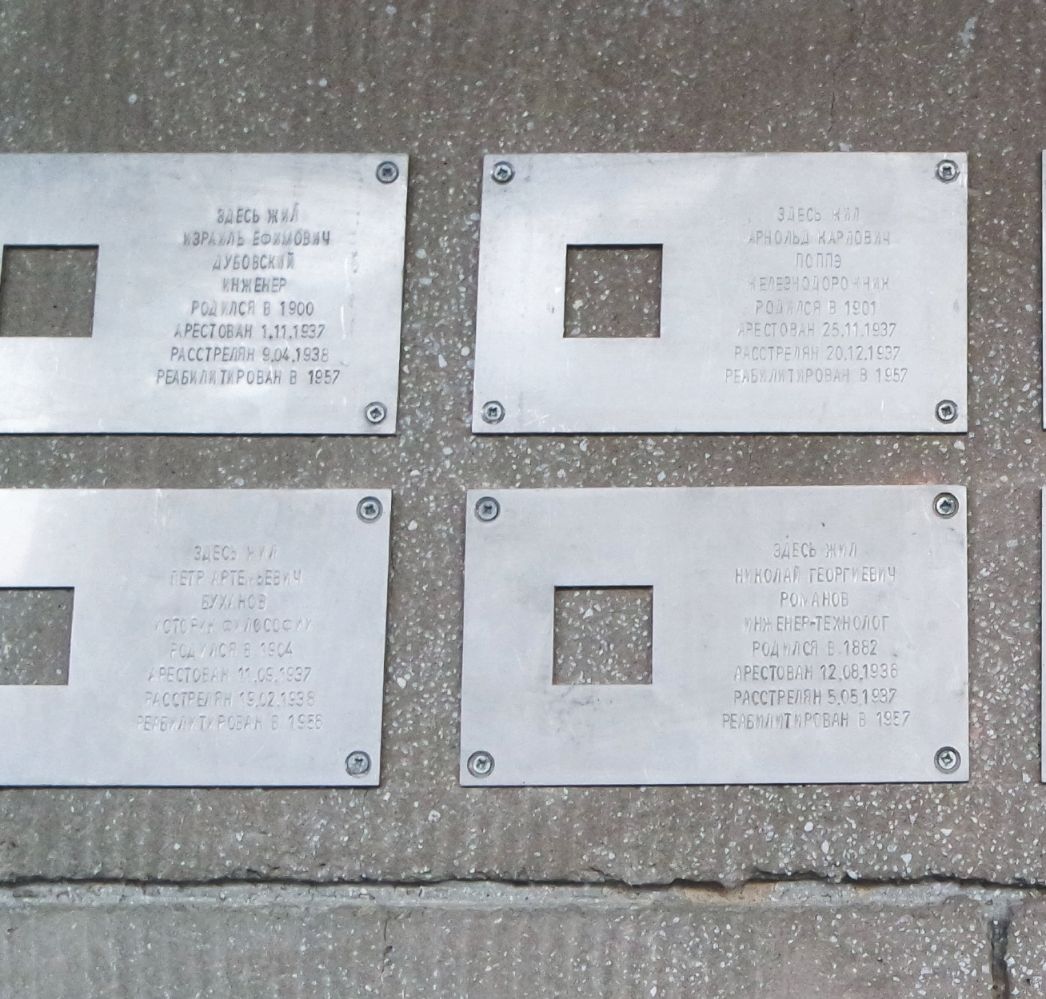 ЗДЕСЬ ЖИЛ
ИЗРАИЛЬ ЕФИМОВИЧ
ДУБОВСКИЙ
ИНЖЕНЕР
РОДИЛСЯ В 1900
АРЕСТОВАН 1.11.1937
РАССТРЕЛЯН 9.04.1938
РЕАБИЛИТИРОВАН В 1957
ЗДЕСЬ ЖИЛ
АРНОЛЬД КАРЛОВИЧ
ПОППЭ
ЖЕЛЕЗНОДОРОЖНИК
РОДИЛСЯ В 1901
АРЕСТОВАН 25.11.1937
РАССТРЕЛЯН 20.12.1937
РЕАБИЛИТИРОВАН В 1957
ЗДЕСЬ ЖИЛ
ПЕТР АРТЕМЬЕВИЧ
БУХАНОВ
ИСТОРИК ФИЛОСОФИИ
РОДИЛСЯ В 1904
АРЕСТОВАН 11.09.1937
РАССТРЕЛЯН 19.02.1938
РЕАБИЛИТИРОВАН В 1956
ЗДЕСЬ ЖИЛ
НИКОЛАЙ ГЕОРГИЕВИЧ
РОМАНОВ
ИНЖЕНЕР-ТЕХНОЛОГ
РОДИЛСЯ В 1882
АРЕСТОВАН 12.08.1936
РАССТРЕЛЯН 5.05.1937
РЕАБИЛИТИРОВАН В 1957